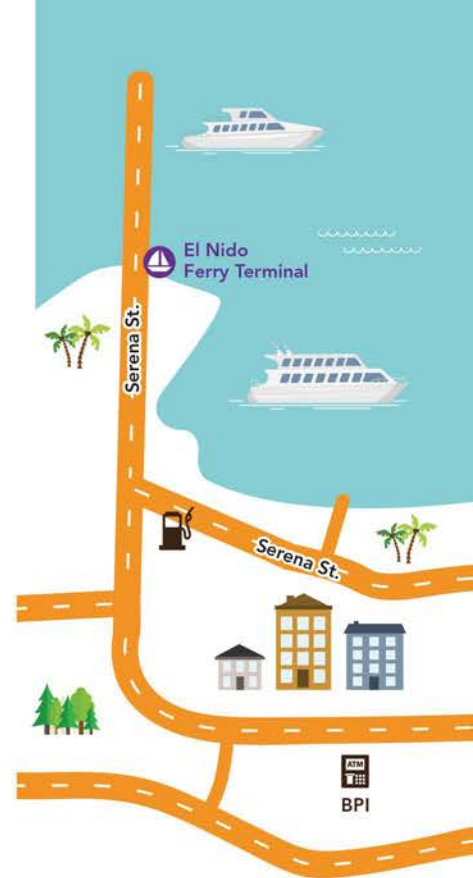 El Nido
Ferry Terminal
Serena St.
Serena St.
ATM
BPI